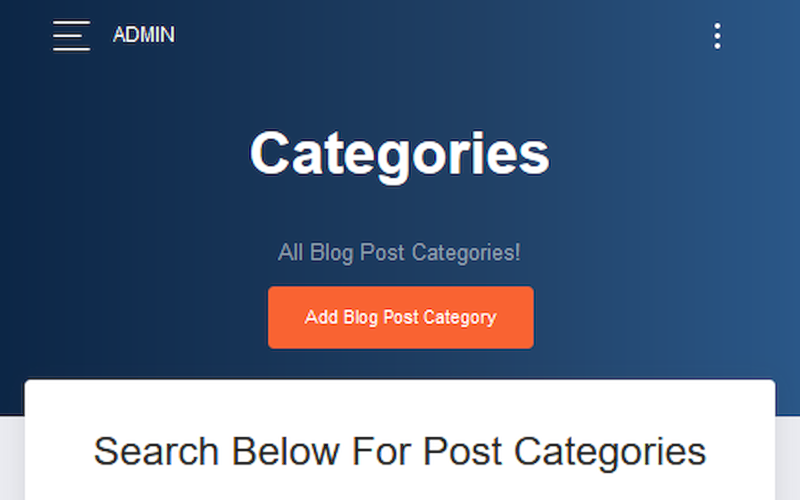 ADMIN
Categories
All Blog Post Categories!
Add Blog Post Category
Search Below For Post Categories